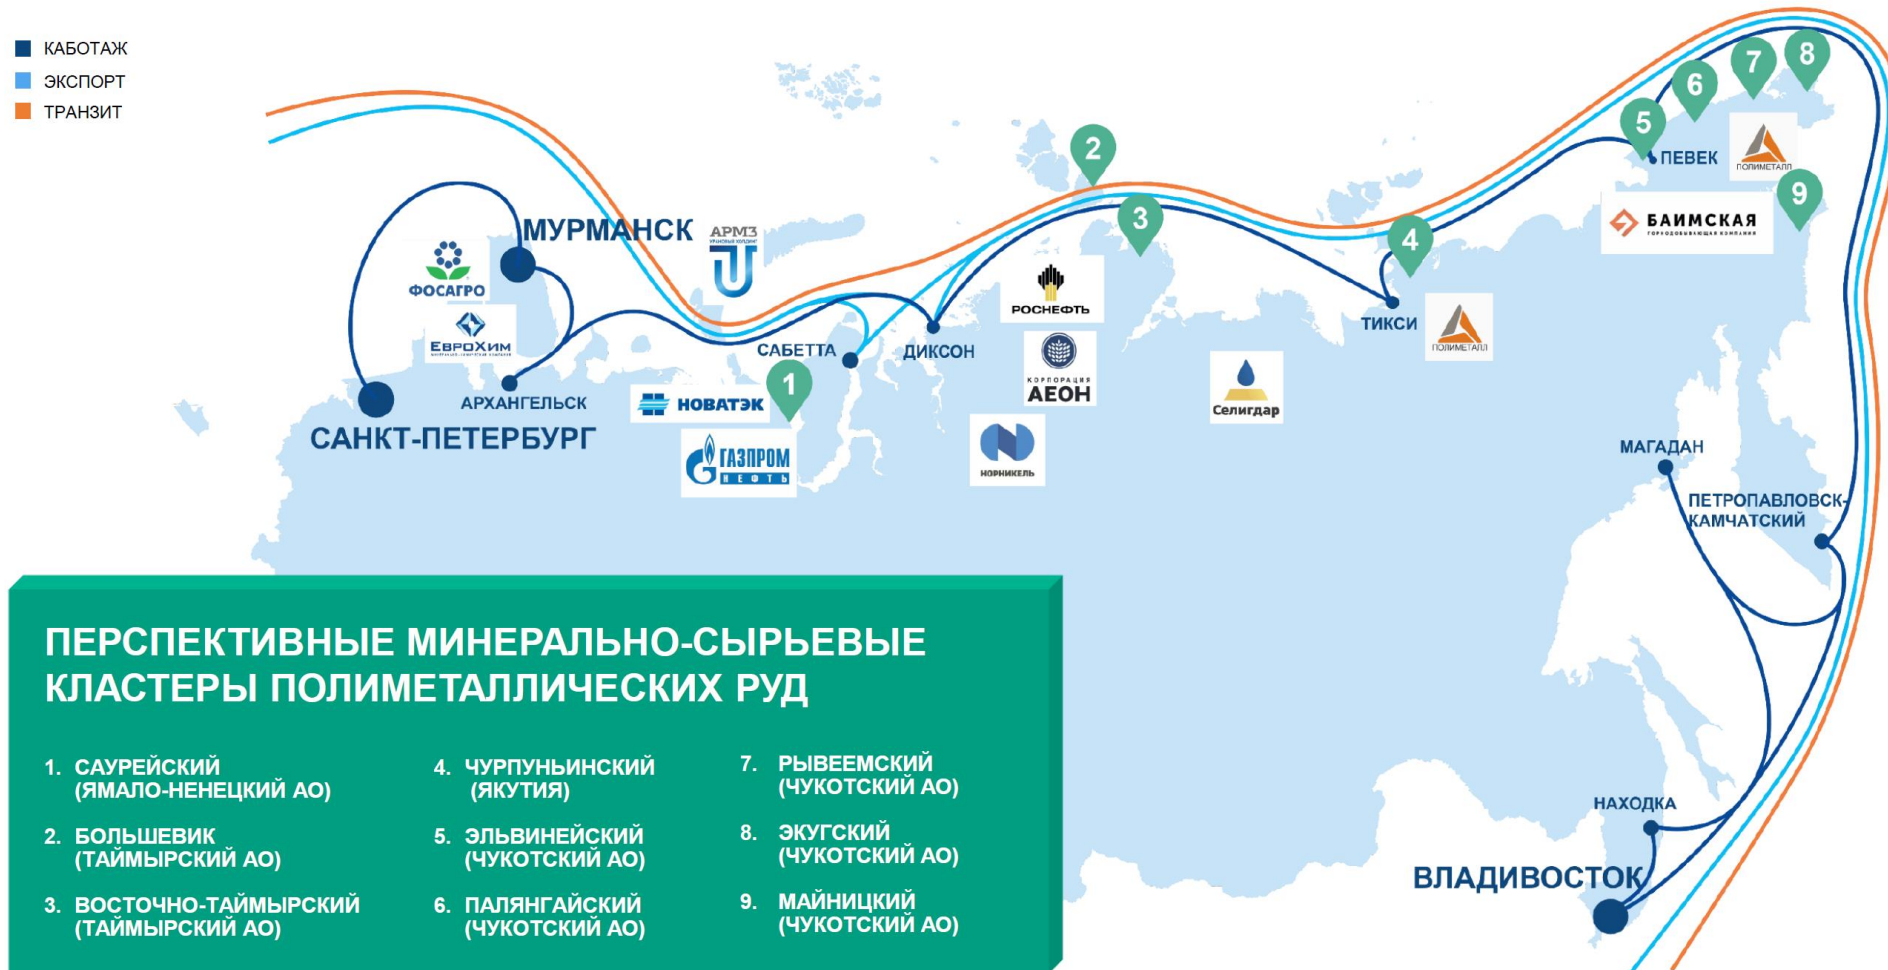 КАБОТАЖ
ЭКСПОРТ
ТРАНЗИТ
8
7
6
5
ПЕВЕК
ПОЛИМЕТАЛЛ
2
9
3
4
БАИМСКАЯ
ГОРНОДОБЫВАЮЩАЯ КОМПАНИЯ
МУРМАНСК
АРМЗ
УРАНОВЫЙ ХОЛДИНГ
ФОСАГРО
РОСНЕФТЬ
ТИКСИ
ПОЛИМЕТАЛЛ
ЕВРОХИМ
САБЕТТА
ДИКСОН
1
КОРПОРАЦИЯ
АЕОН
АРХАНГЕЛЬСК
НОВАТЭК
Селигдар
САНКТ-ПЕТЕРБУРГ
ГАЗПРОМ
НЕФТЬ
НОРНИКЕЛЬ
МАГАДАН
ПЕТРОПАВЛОВСК-
КАМЧАТСКИЙ
НАХОДКА
ВЛАДИВОСТОК
ПЕРСПЕКТИВНЫЕ МИНЕРАЛЬНО-СЫРЬЕВЫЕ
КЛАСТЕРЫ ПОЛИМЕТАЛЛИЧЕСКИХ РУД
1. САУРЕЙСКИЙ
(ЯМАЛО-НЕНЕЦКИЙ АО)
2. БОЛЬШЕВИК
(ТАЙМЫРСКИЙ АО)
3. ВОСТОЧНО-ТАЙМЫРСКИЙ
(ТАЙМЫРСКИЙ АО)
4. ЧУРПУНЬИНСКИЙ
(ЯКУТИЯ)
5. ЭЛЬВИНЕЙСКИЙ
(ЧУКОТСКИЙ АО)
6. ПАЛЯНГАЙСКИЙ
(ЧУКОТСКИЙ АО)
7. РЫВЕЕМСКИЙ
(ЧУКОТСКИЙ АО)
8. ЭКУГСКИЙ
(ЧУКОТСКИЙ АО)
9. МАЙНИЦКИЙ
(ЧУКОТСКИЙ АО)